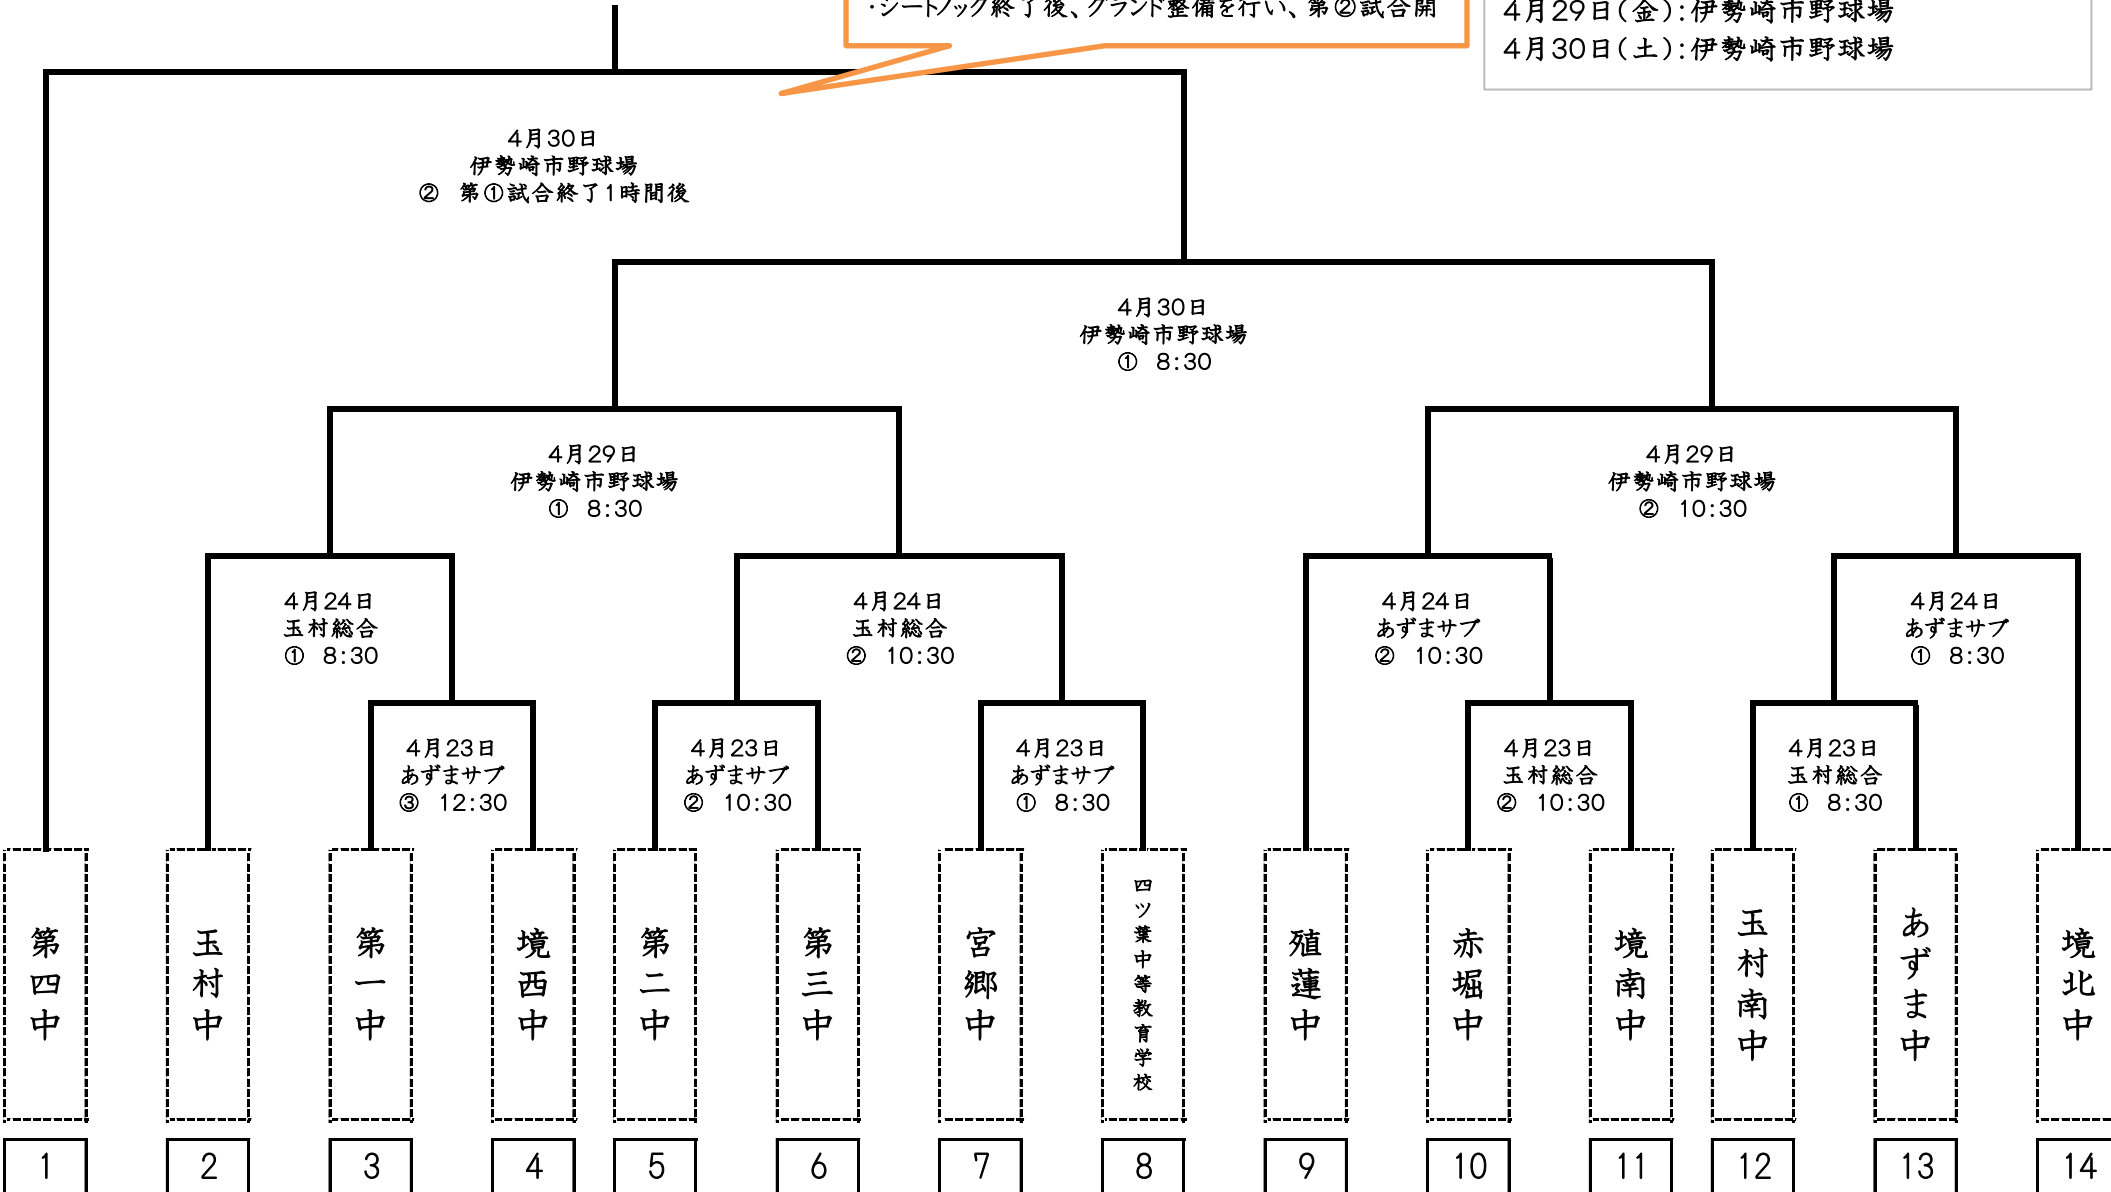 ・シートノック終了後、グランド整備を行い、第②試合開
4月29日(金):伊勢崎市野球場
4月30日(土):伊勢崎市野球場
4月30日
伊勢崎市野球場
② 第①試合終了1時間後
4月30日
伊勢崎市野球場
① 8:30
4月29日
伊勢崎市野球場
① 8:30
4月29日
伊勢崎市野球場
② 10:30
4月24日
玉村総合
① 8:30
4月24日
玉村総合
② 10:30
4月24日
あずまサブ
② 10:30
4月24日
あずまサブ
① 8:30
4月23日
あずまサブ
③ 12:30
4月23日
あずまサブ
② 10:30
4月23日
あずまサブ
① 8:30
4月23日
玉村総合
② 10:30
4月23日
玉村総合
① 8:30
第四中
玉村中
第一中
境西中
第二中
第三中
宮郷中
四ツ葉中等教育学校
殖蓮中
赤堀中
境南中
玉村南中
あずま中
境北中
1
2
3
4
5
6
7
8
9
10
11
12
13
14